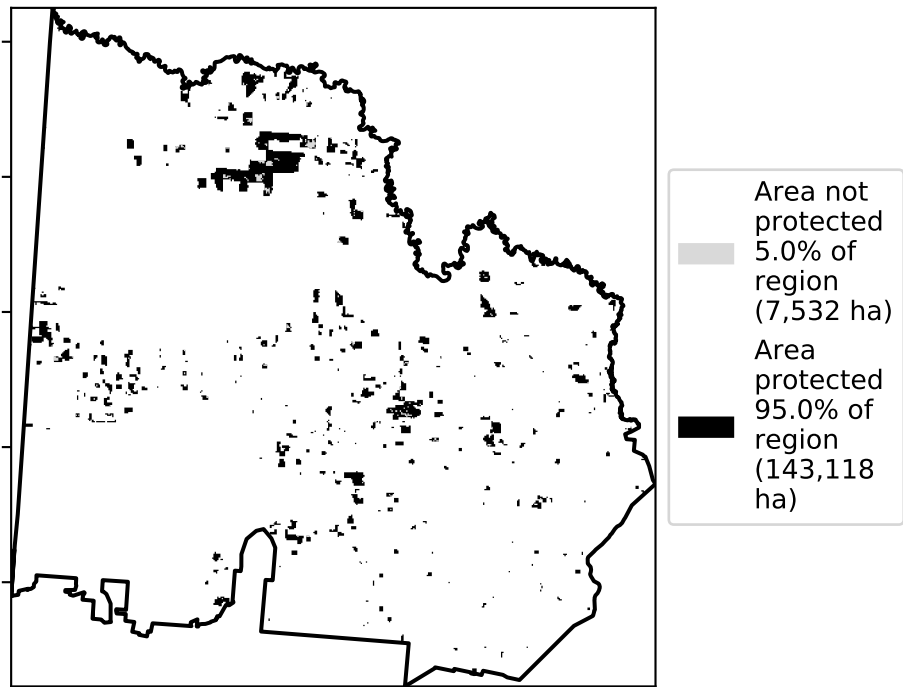 Area not
protected
5.0% of
region
(7,532 ha)
Area
protected
95.0% of
region
(143,118
ha)